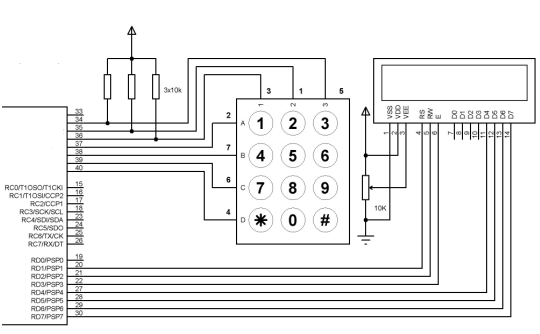 3x10k
33
34
35
36
37
38
39
40
RC0/T1OSO/T1CKI 15
RC1/T1OSI/CCP2 16
RC2/CCP1 17
RC3/SCK/SCL 18
RC4/SDI/SDA 23
RC5/SDO 24
RC6/TX/CK 25
RC7/RX/DT 26
RD0/PSP0 19
RD1/PSP1 20
RD2/PSP2 21
RD3/PSP3 22
RD4/PSP4 27
RD5/PSP5 28
RD6/PSP6 29
RD7/PSP7 30
3 1 5
1 2 3
2 A 1 2 3
7 B 4 5 6
6 C 7 8 9
4 D * 0 #
10K
VSS VDD VEE RS RW E D0 D1 D2 D3 D4 D5 D6 D7
1 2 3 4 5 6 7 8 9 10 11 12 13 14